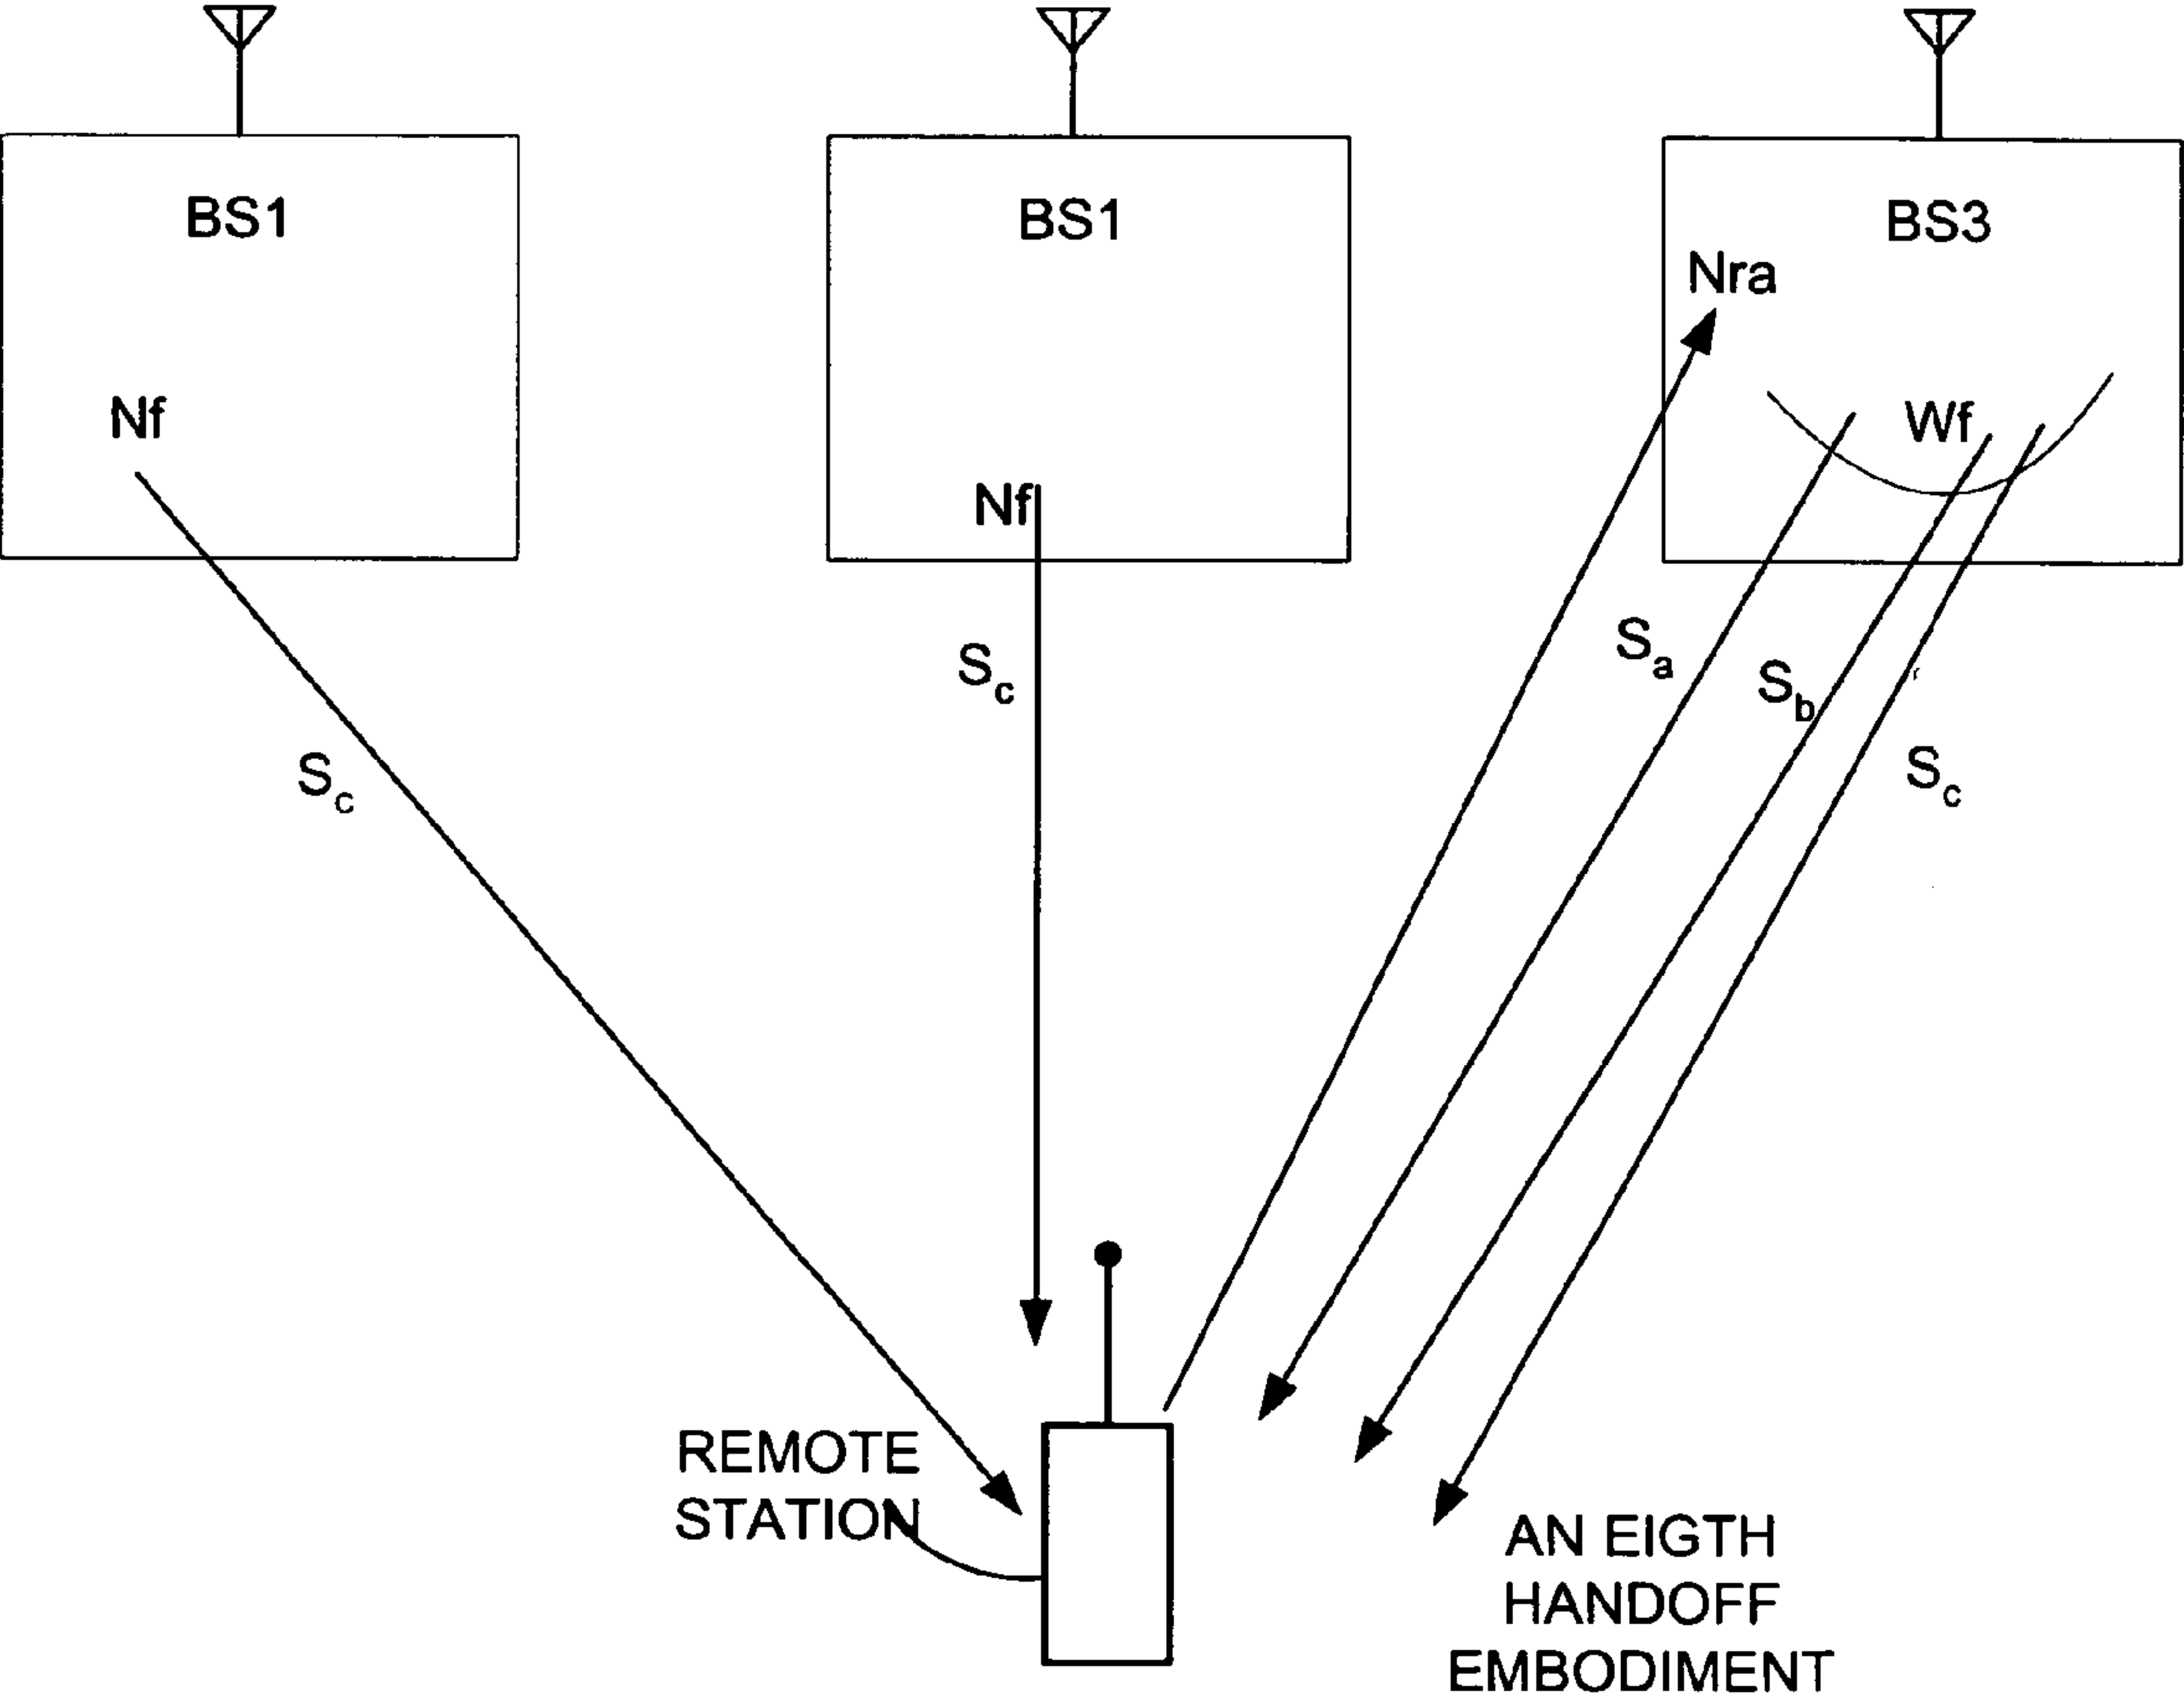 BS1
BS1
BS3
Nra
Nf
Wf
Nf
Sa
Sc
Sb
Sc
Sc
REMOTE
STATION
AN EIGTH
HANDOFF
EMBODIMENT